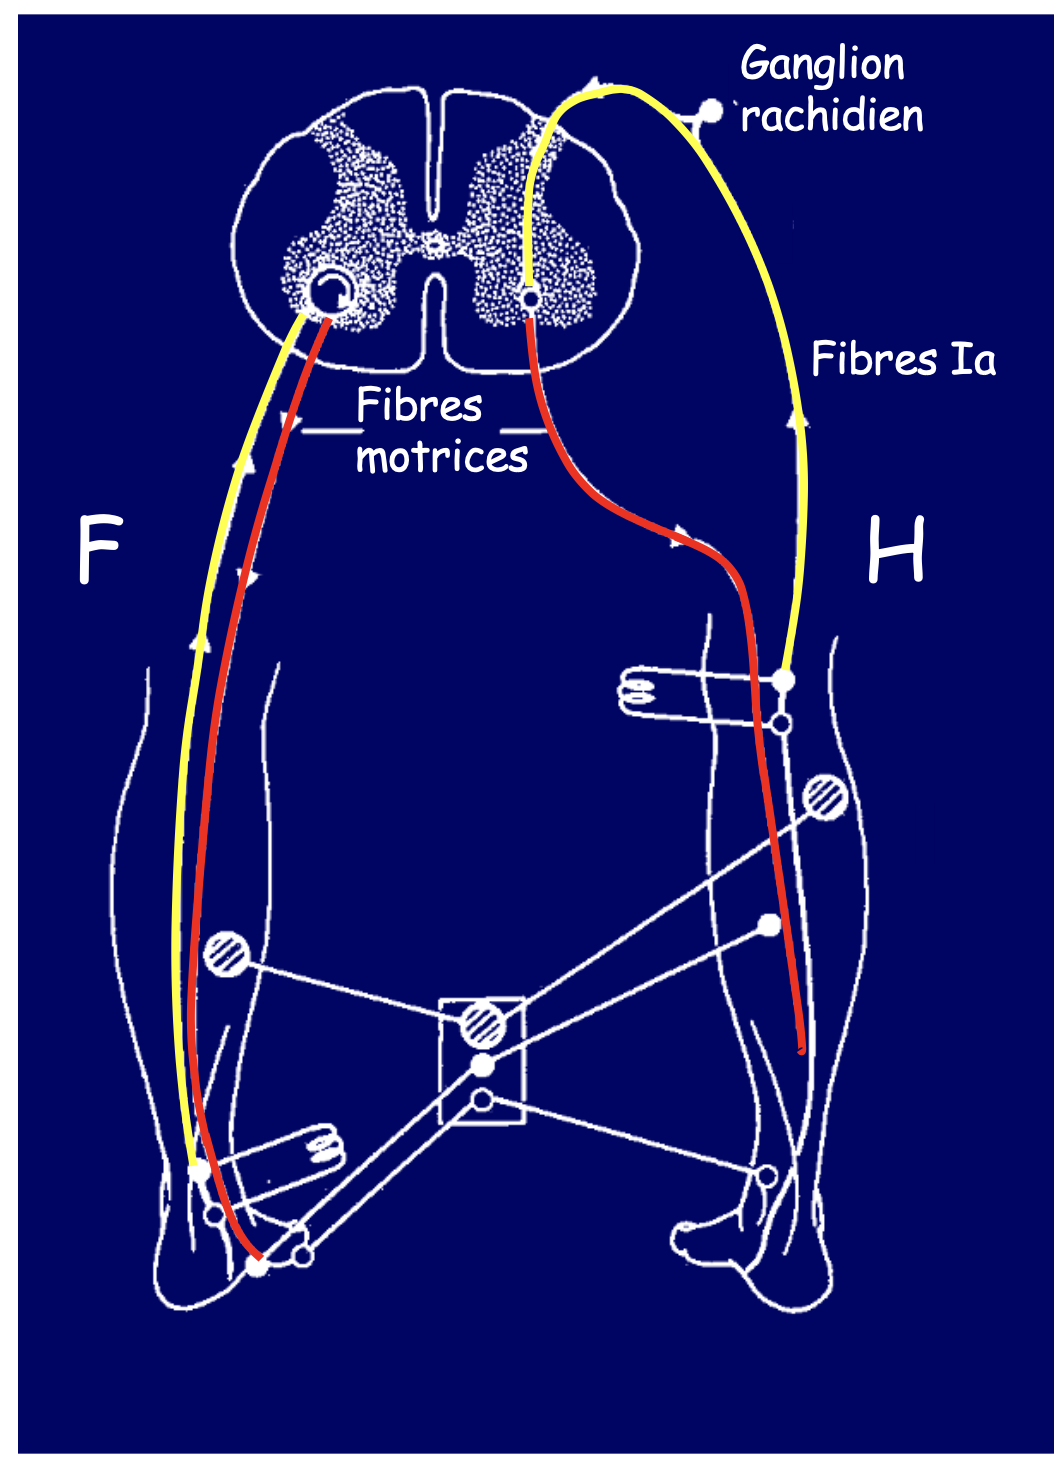 Ganglion
rachidien
Fibres Ia
Fibres
motrices
F
H